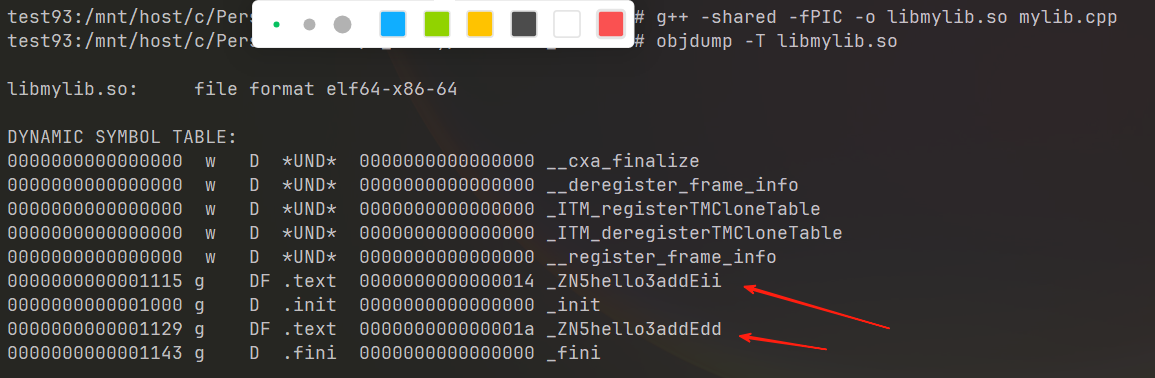 test93:/mnt/host/c/Pers # g++ -shared -fPIC -o libmylib.so mylib.cpp
test93:/mnt/host/c/Pers # objdump -T libmylib.so
libmylib.so:     file format elf64-x86-64
DYNAMIC SYMBOL TABLE:
0000000000000000  w   D  *UND*  0000000000000000 __cxa_finalize
0000000000000000  w   D  *UND*  0000000000000000 __deregister_frame_info
0000000000000000  w   D  *UND*  0000000000000000 _ITM_registerTMCloneTable
0000000000000000  w   D  *UND*  0000000000000000 _ITM_deregisterTMCloneTable
0000000000000000  w   D  *UND*  0000000000000000 __register_frame_info
0000000000001115 g    DF .text  0000000000000014 _ZN5hello3addEii
0000000000001000 g    D  .init  0000000000000000 _init
0000000000001129 g    DF .text  000000000000001a _ZN5hello3addEdd
0000000000001143 g    D  .fini  0000000000000000 _fini